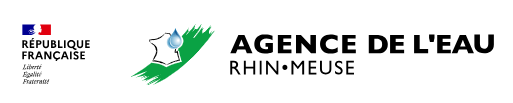 RÉPUBLIQUE
FRANÇAISE
Liberté
Égalité
Fraternité
AGENCE DE L'EAU
RHIN•MEUSE